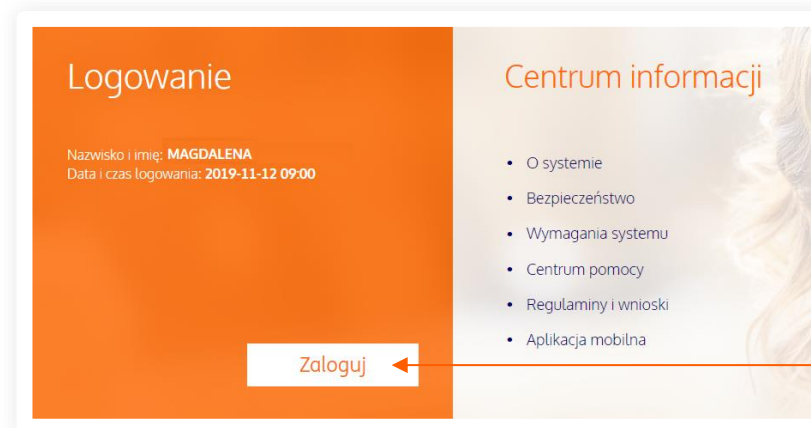 Logowanie
Nazwisko i imię: MAGDALENA
Data i czas logowania: 2019-11-12 09:00
Zaloguj
Centrum informacji
• O systemie
• Bezpieczeństwo
• Wymagania systemu
• Centrum pomocy
• Regulaminy i wnioski
• Aplikacja mobilna